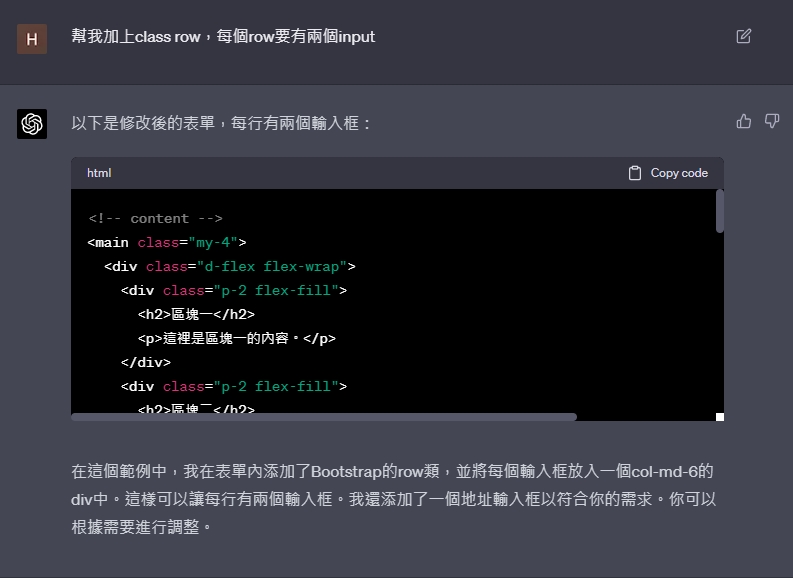 H
幫我加上class row，每個row要有兩個input
以下是修改後的表單，每行有兩個輸入框：
html
Copy code
<!-- content -->
<main class="my-4">
<div class="d-flex flex-wrap">
<div class="p-2 flex-fill">
<h2>區塊一</h2>
<p>這裡是區塊一的內容。</p>
</div>
<div class="p-2 flex-fill">
<h2>區塊二</h2>
在這個範例中，我在表單內添加了Bootstrap的row類，並將每個輸入框放入一個col-md-6的
div中。這樣可以讓每行有兩個輸入框。我還添加了一個地址輸入框以符合你的需求。你可以
根據需要進行調整。